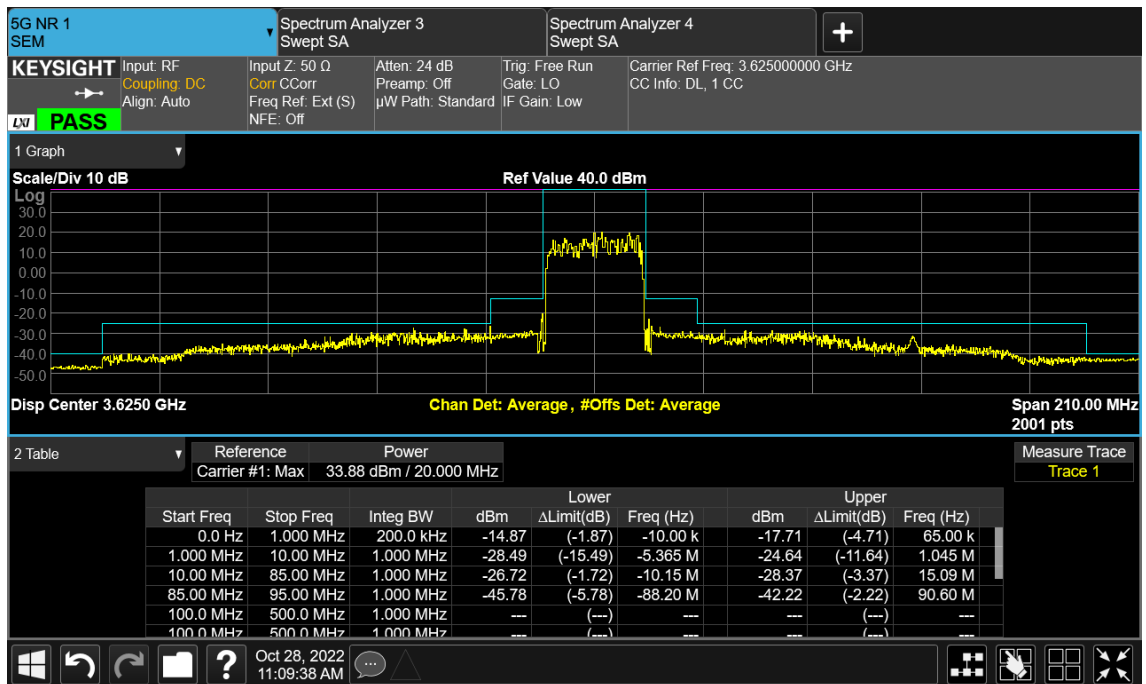 5G NR 1
SEM
Spectrum Analyzer 3
Swept SA
Spectrum Analyzer 4
Swept SA
KEYSIGHT
LXI
PASS
Input: RF
Coupling: DC
Align: Auto
Input Z: 50 Ω
Corr CCorr
Freq Ref: Ext (S)
NFE: Off
Atten: 24 dB
Preamp: Off
µW Path: Standard
Trig: Free Run
Gate: LO
IF Gain: Low
Carrier Ref Freq: 3.625000000 GHz
CC Info: DL, 1 CC
1 Graph
Scale/Div 10 dB
Ref Value 40.0 dBm
Log
30.0
20.0
10.0
0.00
-10.0
-20.0
-30.0
-40.0
-50.0
Disp Center 3.6250 GHz
Chan Det: Average, #Offs Det: Average
Span 210.00 MHz
2001 pts
2 Table
Reference Power
Carrier #1: Max 33.88 dBm / 20.000 MHz
Measure Trace
Trace 1
Lower Upper
Start Freq Stop Freq Integ BW dBm ΔLimit(dB) Freq (Hz) dBm ΔLimit(dB) Freq (Hz)
0.0 Hz 1.000 MHz 200.0 kHz -14.87 (-1.87) -10.00 k -17.71 (-4.71) 65.00 k
1.000 MHz 10.00 MHz 1.000 MHz -28.49 (-15.49) -5.365 M -24.64 (-11.64) 1.045 M
10.00 MHz 85.00 MHz 1.000 MHz -26.72 (-1.72) -10.15 M -28.37 (-3.37) 15.09 M
85.00 MHz 95.00 MHz 1.000 MHz -45.78 (-5.78) -88.20 M -42.22 (-2.22) 90.60 M
100.0 MHz 500.0 MHz 1.000 MHz --- (---) --- --- (---) ---
100.0 MHz 500.0 MHz 1.000 MHz --- (---) --- --- (---) ---
Oct 28, 2022
11:09:38 AM